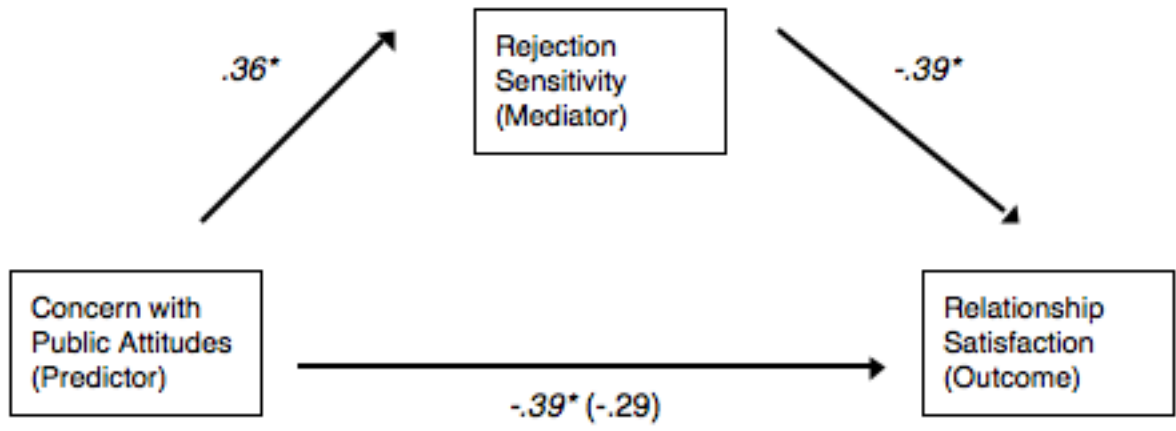 .36*
Rejection
Sensitivity
(Mediator)
-.39*
Concern with
Public Attitudes
(Predictor)
-.39* (-.29)
Relationship
Satisfaction
(Outcome)